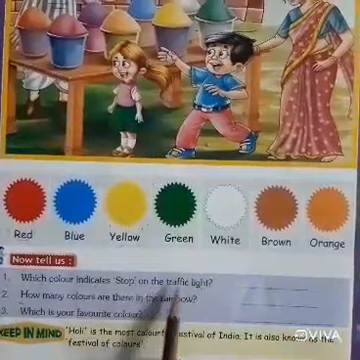 Red Blue Yellow Green White Brown Orange
Now tell us :
1. Which colour indicates 'Stop' on the traffic light?
2. How many colours are there in the rainbow?
3. Which is your favourite colour?
KEEP IN MIND 'Holi' is the most colourful festival of India. It is also known as the
festival of colours'.
VIVAVIDEO